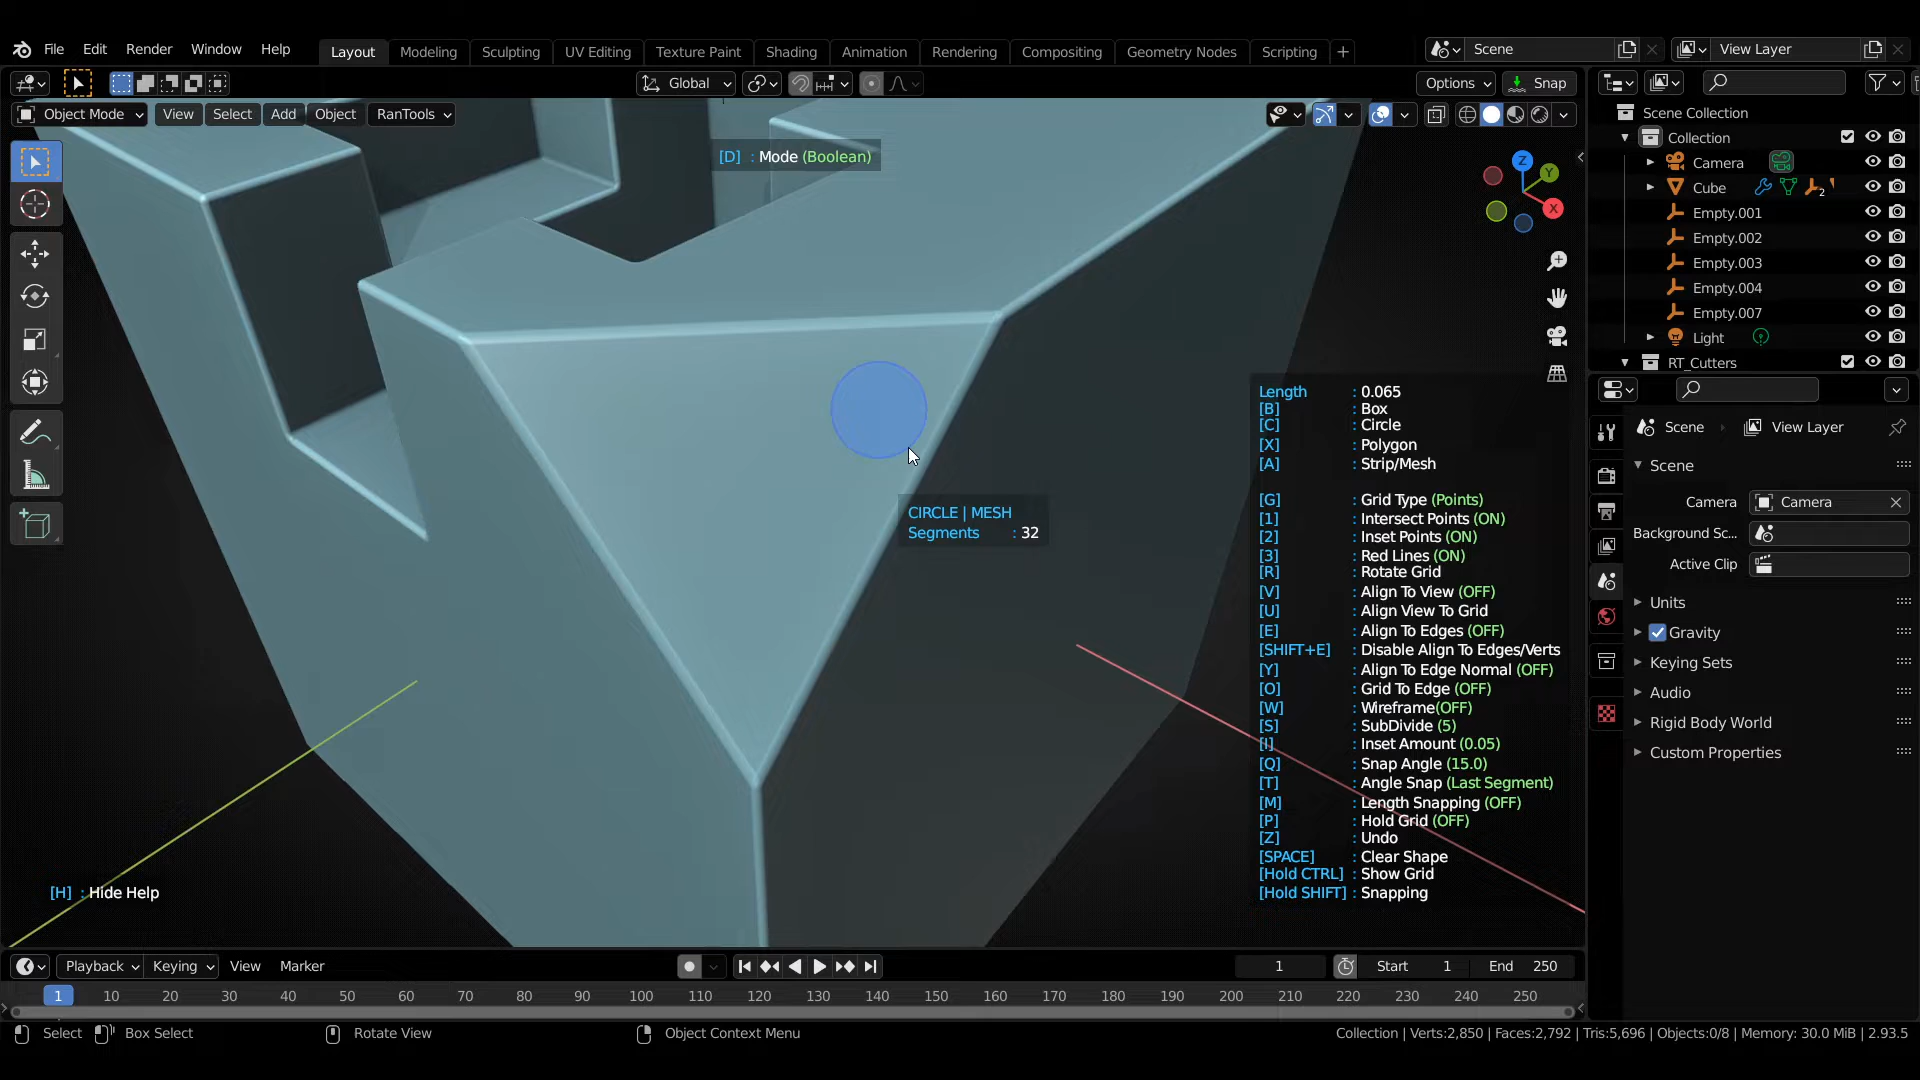 File Edit Render Window Help Layout Modeling Sculpting UV Editing Texture Paint Shading Animation Rendering Compositing Geometry Nodes Scripting + Scene View Layer
Global Options Snap
Object Mode View Select Add Object RanTools
[D] : Mode (Boolean)
Z
Y
X
Scene Collection
Collection
Camera
Cube 2
Empty.001
Empty.002
Empty.003
Empty.004
Empty.007
Light
RT_Cutters
CIRCLE | MESH
Segments : 32
Length : 0.065
[B] : Box
[C] : Circle
[X] : Polygon
[A] : Strip/Mesh
[G] : Grid Type (Points)
[1] : Intersect Points (ON)
[2] : Inset Points (ON)
[3] : Red Lines (ON)
[R] : Rotate Grid
[V] : Align To View (OFF)
[U] : Align View To Grid
[E] : Align To Edges (OFF)
[SHIFT+E] : Disable Align To Edges/Verts
[Y] : Align To Edge Normal (OFF)
[O] : Grid To Edge (OFF)
[W] : Wireframe(OFF)
[S] : SubDivide (5)
[I] : Inset Amount (0.05)
[Q] : Snap Angle (15.0)
[T] : Angle Snap (Last Segment)
[M] : Length Snapping (OFF)
[P] : Hold Grid (OFF)
[Z] : Undo
[SPACE] : Clear Shape
[Hold CTRL] : Show Grid
[Hold SHIFT] : Snapping
[H] : Hide Help
Scene View Layer
Scene
Camera Camera
Background Sc...
Active Clip
Units
Gravity
Keying Sets
Audio
Rigid Body World
Custom Properties
Playback Keying View Marker 1 Start 1 End 250
1 10 20 30 40 50 60 70 80 90 100 110 120 130 140 150 160 170 180 190 200 210 220 230 240 250
Select Box Select Rotate View Object Context Menu Collection | Verts:2,850 | Faces:2,792 | Tris:5,696 | Objects:0/8 | Memory: 30.0 MiB | 2.93.5